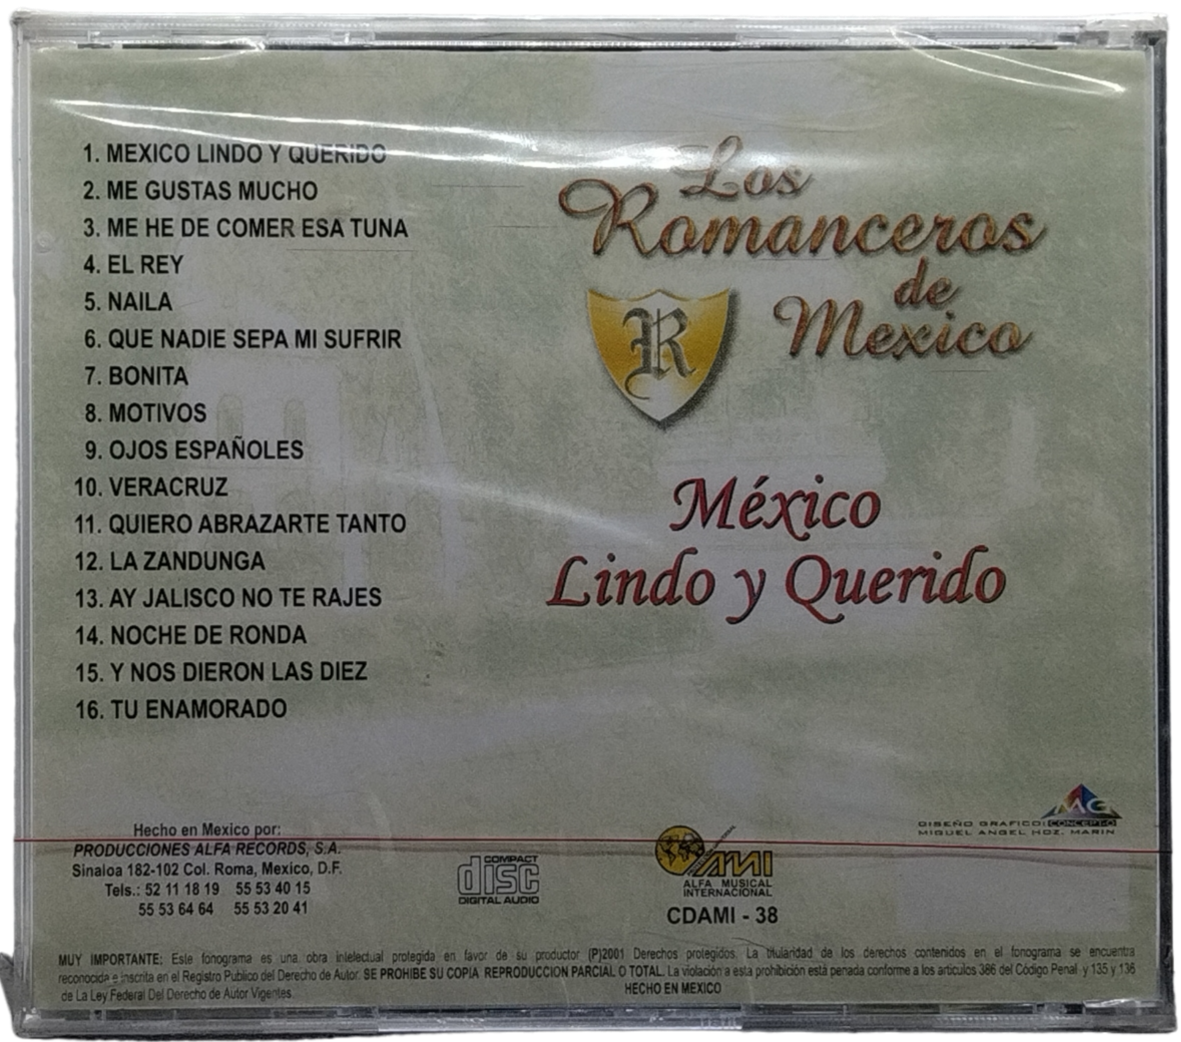 1. MEXICO LINDO Y QUERIDO
2. ME GUSTAS MUCHO
3. ME HE DE COMER ESA TUNA
4. EL REY
5. NAILA
6. QUE NADIE SEPA MI SUFRIR
7. BONITA
8. MOTIVOS
9. OJOS ESPAÑOLES
10. VERACRUZ
11. QUIERO ABRAZARTE TANTO
12. LA ZANDUNGA
13. AY JALISCO NO TE RAJES
14. NOCHE DE RONDA
15. Y NOS DIERON LAS DIEZ
16. TU ENAMORADO
Los
Romanceros
de
Mexico
R
México
Lindo y Querido
Hecho en Mexico por:
PRODUCCIONES ALFA RECORDS, S.A.
Sinaloa 182-102 Col. Roma, Mexico, D.F.
Tels.: 52 11 18 19 55 53 40 15
55 53 64 64 55 53 20 41
COMPACT
disc
DIGITAL AUDIO
AMI
ALFA MUSICAL
INTERNACIONAL
CDAMI - 38
MG
DISEÑO GRAFICO: CONCEPTO
MIGUEL ANGEL HDZ. MARIN
MUY IMPORTANTE: Este fonograma es una obra intelectual protegida en favor de su productor (P)2001 Derechos protegidos. La titularidad de los derechos contenidos en el fonograma se encuentra
reconocida e inscrita en el Registro Publico del Derecho de Autor. SE PROHIBE SU COPIA REPRODUCCION PARCIAL O TOTAL. La violación a esta prohibición está penada conforme a los articulos 386 del Código Penal y 135 y 136
de La Ley Federal Del Derecho de Autor Vigentes.
HECHO EN MEXICO